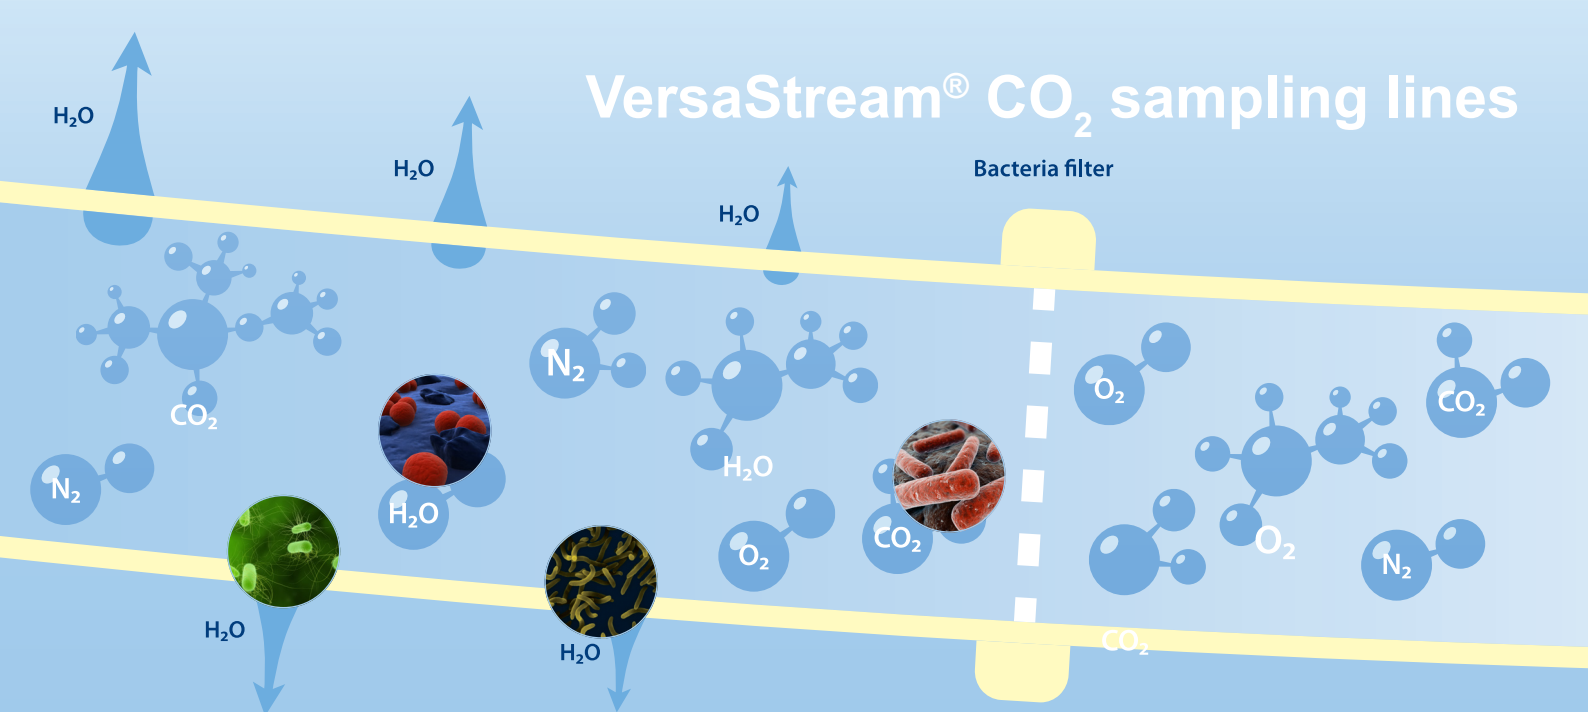 VersaStream® CO₂ sampling lines
H₂O
H₂O
Bacteria filter
H₂O
N₂
O₂
CO₂
CO₂
H₂O
N₂
H₂O
CO₂
O₂
O₂
N₂
H₂O
H₂O
CO₂